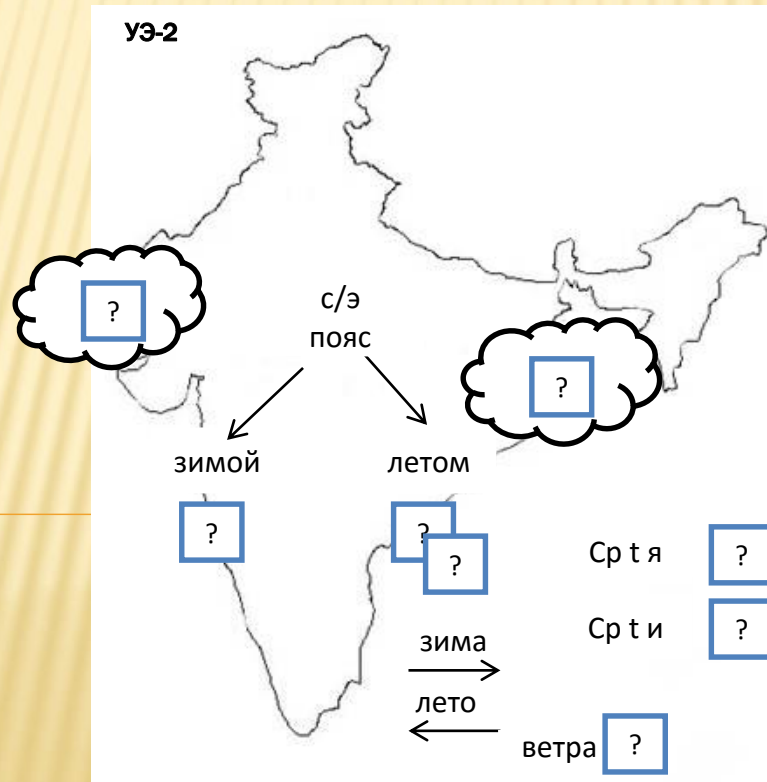 УЭ-2
?
с/э
пояс
?
зимой
летом
?
?
?
Ср t я ?
Ср t и ?
зима
лето
ветра ?